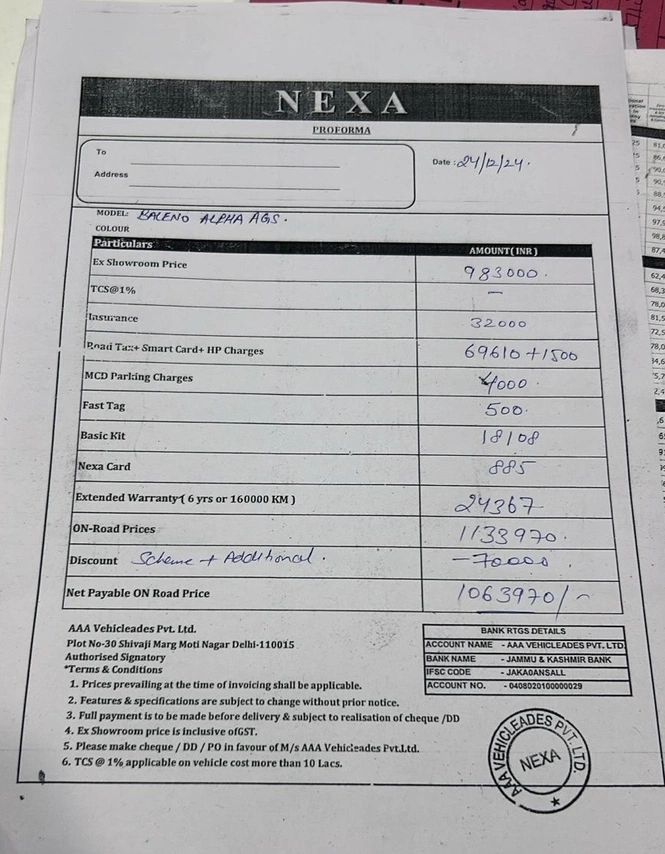 NEXA
PROFORMA
To
Date : 24/12/24.
Address
MODEL: BALENO ALPHA AGS.
COLOUR
Particulars AMOUNT( INR )
Ex Showroom Price 983000.
TCS@1% —
Insurance 32000
Road Tax+ Smart Card+ HP Charges 69610 + 1500
MCD Parking Charges 4000.
Fast Tag 500.
Basic Kit 18108
Nexa Card 885
Extended Warranty-( 6 yrs or 160000 KM ) 24367
ON-Road Prices 1133970.
Discount Scheme + Additional. -70000
Net Payable ON Road Price 1063970/-
AAA Vehicleades Pvt. Ltd.
Plot No-30 Shivaji Marg Moti Nagar Delhi-110015
Authorised Signatory
*Terms & Conditions
1. Prices prevailing at the time of invoicing shall be applicable.
2. Features & specifications are subject to change without prior notice.
3. Full payment is to be made before delivery & subject to realisation of cheque /DD
4. Ex Showroom price is inclusive ofGST.
5. Please make cheque / DD / PO in favour of M/s AAA Vehicleades Pvt.Ltd.
6. TCS @ 1% applicable on vehicle cost more than 10 Lacs.
BANK RTGS DETAILS
ACCOUNT NAME - AAA VEHICLEADES PVT. LTD.
BANK NAME - JAMMU & KASHMIR BANK
IFSC CODE - JAKA0ANSALL
ACCOUNT NO. - 0408020100000029
AAA VEHICLEADES PVT. LTD.
NEXA